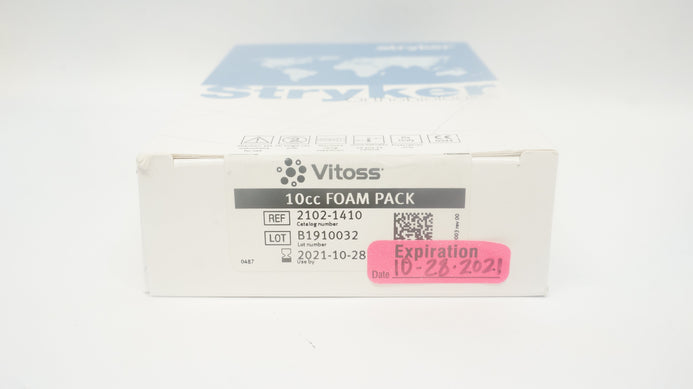 stryker
Stryker
Vitoss
10cc FOAM PACK
REF 2102-1410
Catalog number
LOT B1910032
Lot number
2021-10-28
Use by
0487
Expiration
Date 10-28-2021